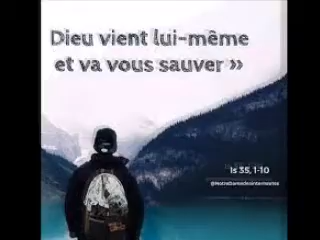 Dieu vient lui-même
et va vous sauver »
Is 35, 1-10